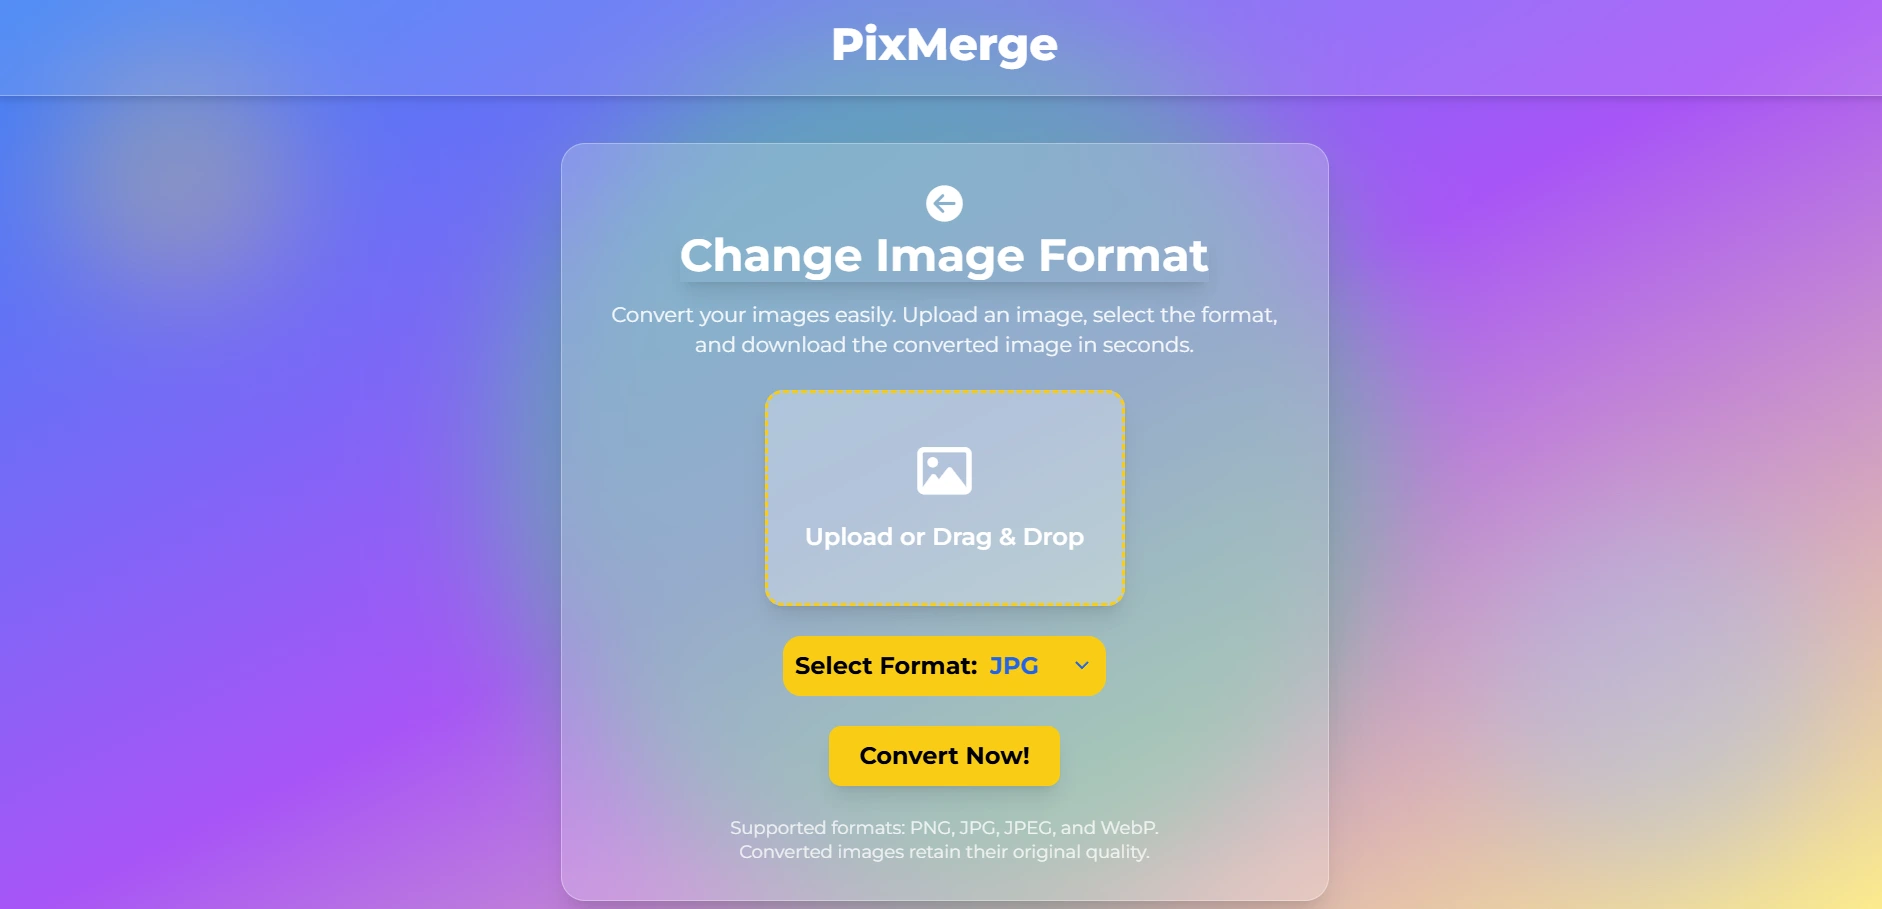 PixMerge
Change Image Format
Convert your images easily. Upload an image, select the format,
and download the converted image in seconds.
Upload or Drag & Drop
Select Format: JPG
Convert Now!
Supported formats: PNG, JPG, JPEG, and WebP.
Converted images retain their original quality.